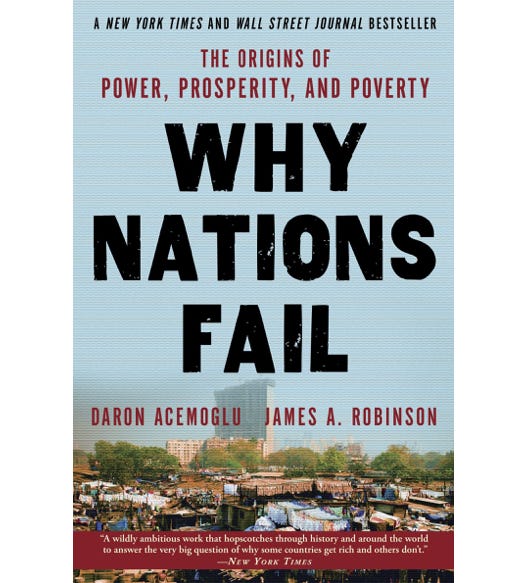 A NEW YORK TIMES AND WALL STREET JOURNAL BESTSELLER
THE ORIGINS OF
POWER, PROSPERITY, AND POVERTY
WHY
NATIONS
FAIL
DARON ACEMOGLU JAMES A. ROBINSON
“A wildly ambitious work that hopscotches through history and around the world
to answer the very big question of why some countries get rich and others don’t.”
—NEW YORK TIMES